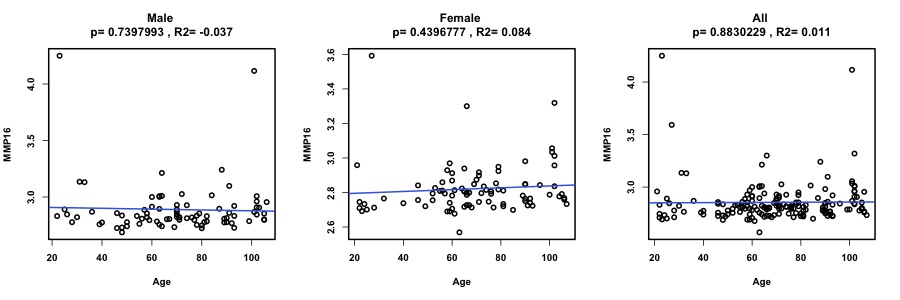 Male
p= 0.7397993 , R2= -0.037
MMP16
4.0
3.5
3.0
20 40 60 80 100
Age
Female
p= 0.4396777 , R2= 0.084
MMP16
3.6
3.4
3.2
3.0
2.8
2.6
20 40 60 80 100
Age
All
p= 0.8830229 , R2= 0.011
MMP16
4.0
3.5
3.0
20 40 60 80 100
Age